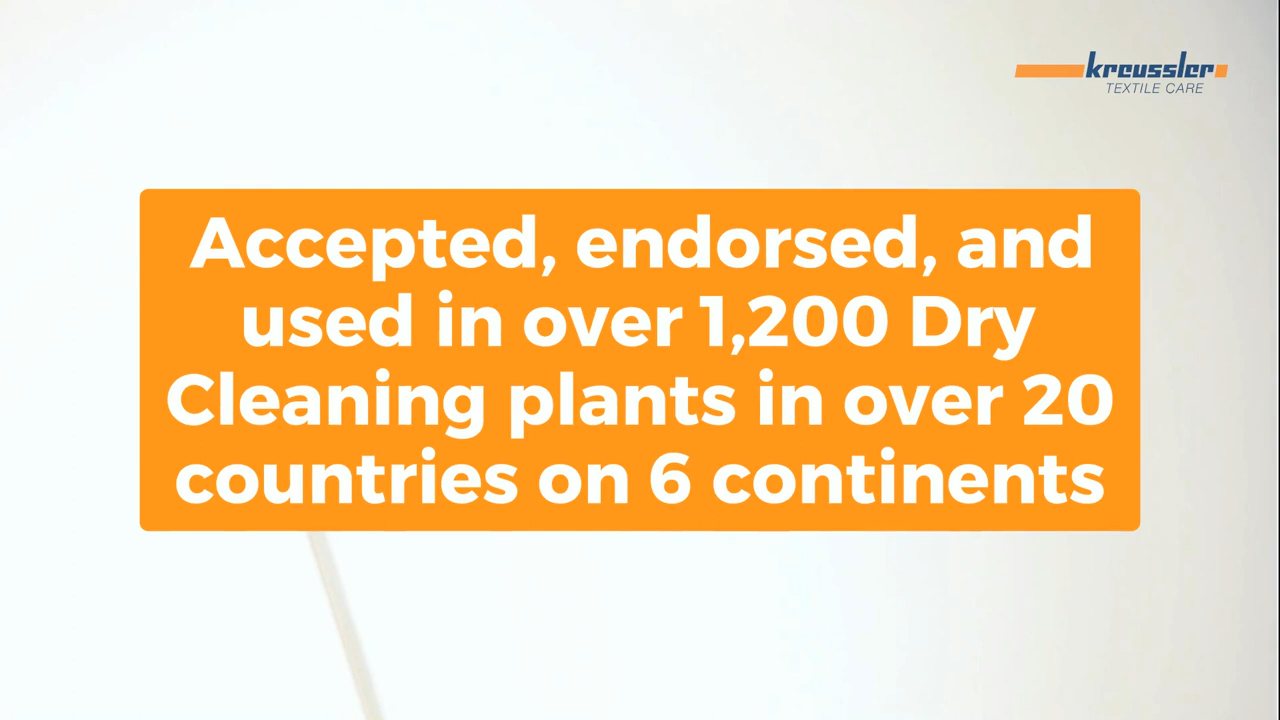 kreussler
TEXTILE CARE
Accepted, endorsed, and
used in over 1,200 Dry
Cleaning plants in over 20
countries on 6 continents